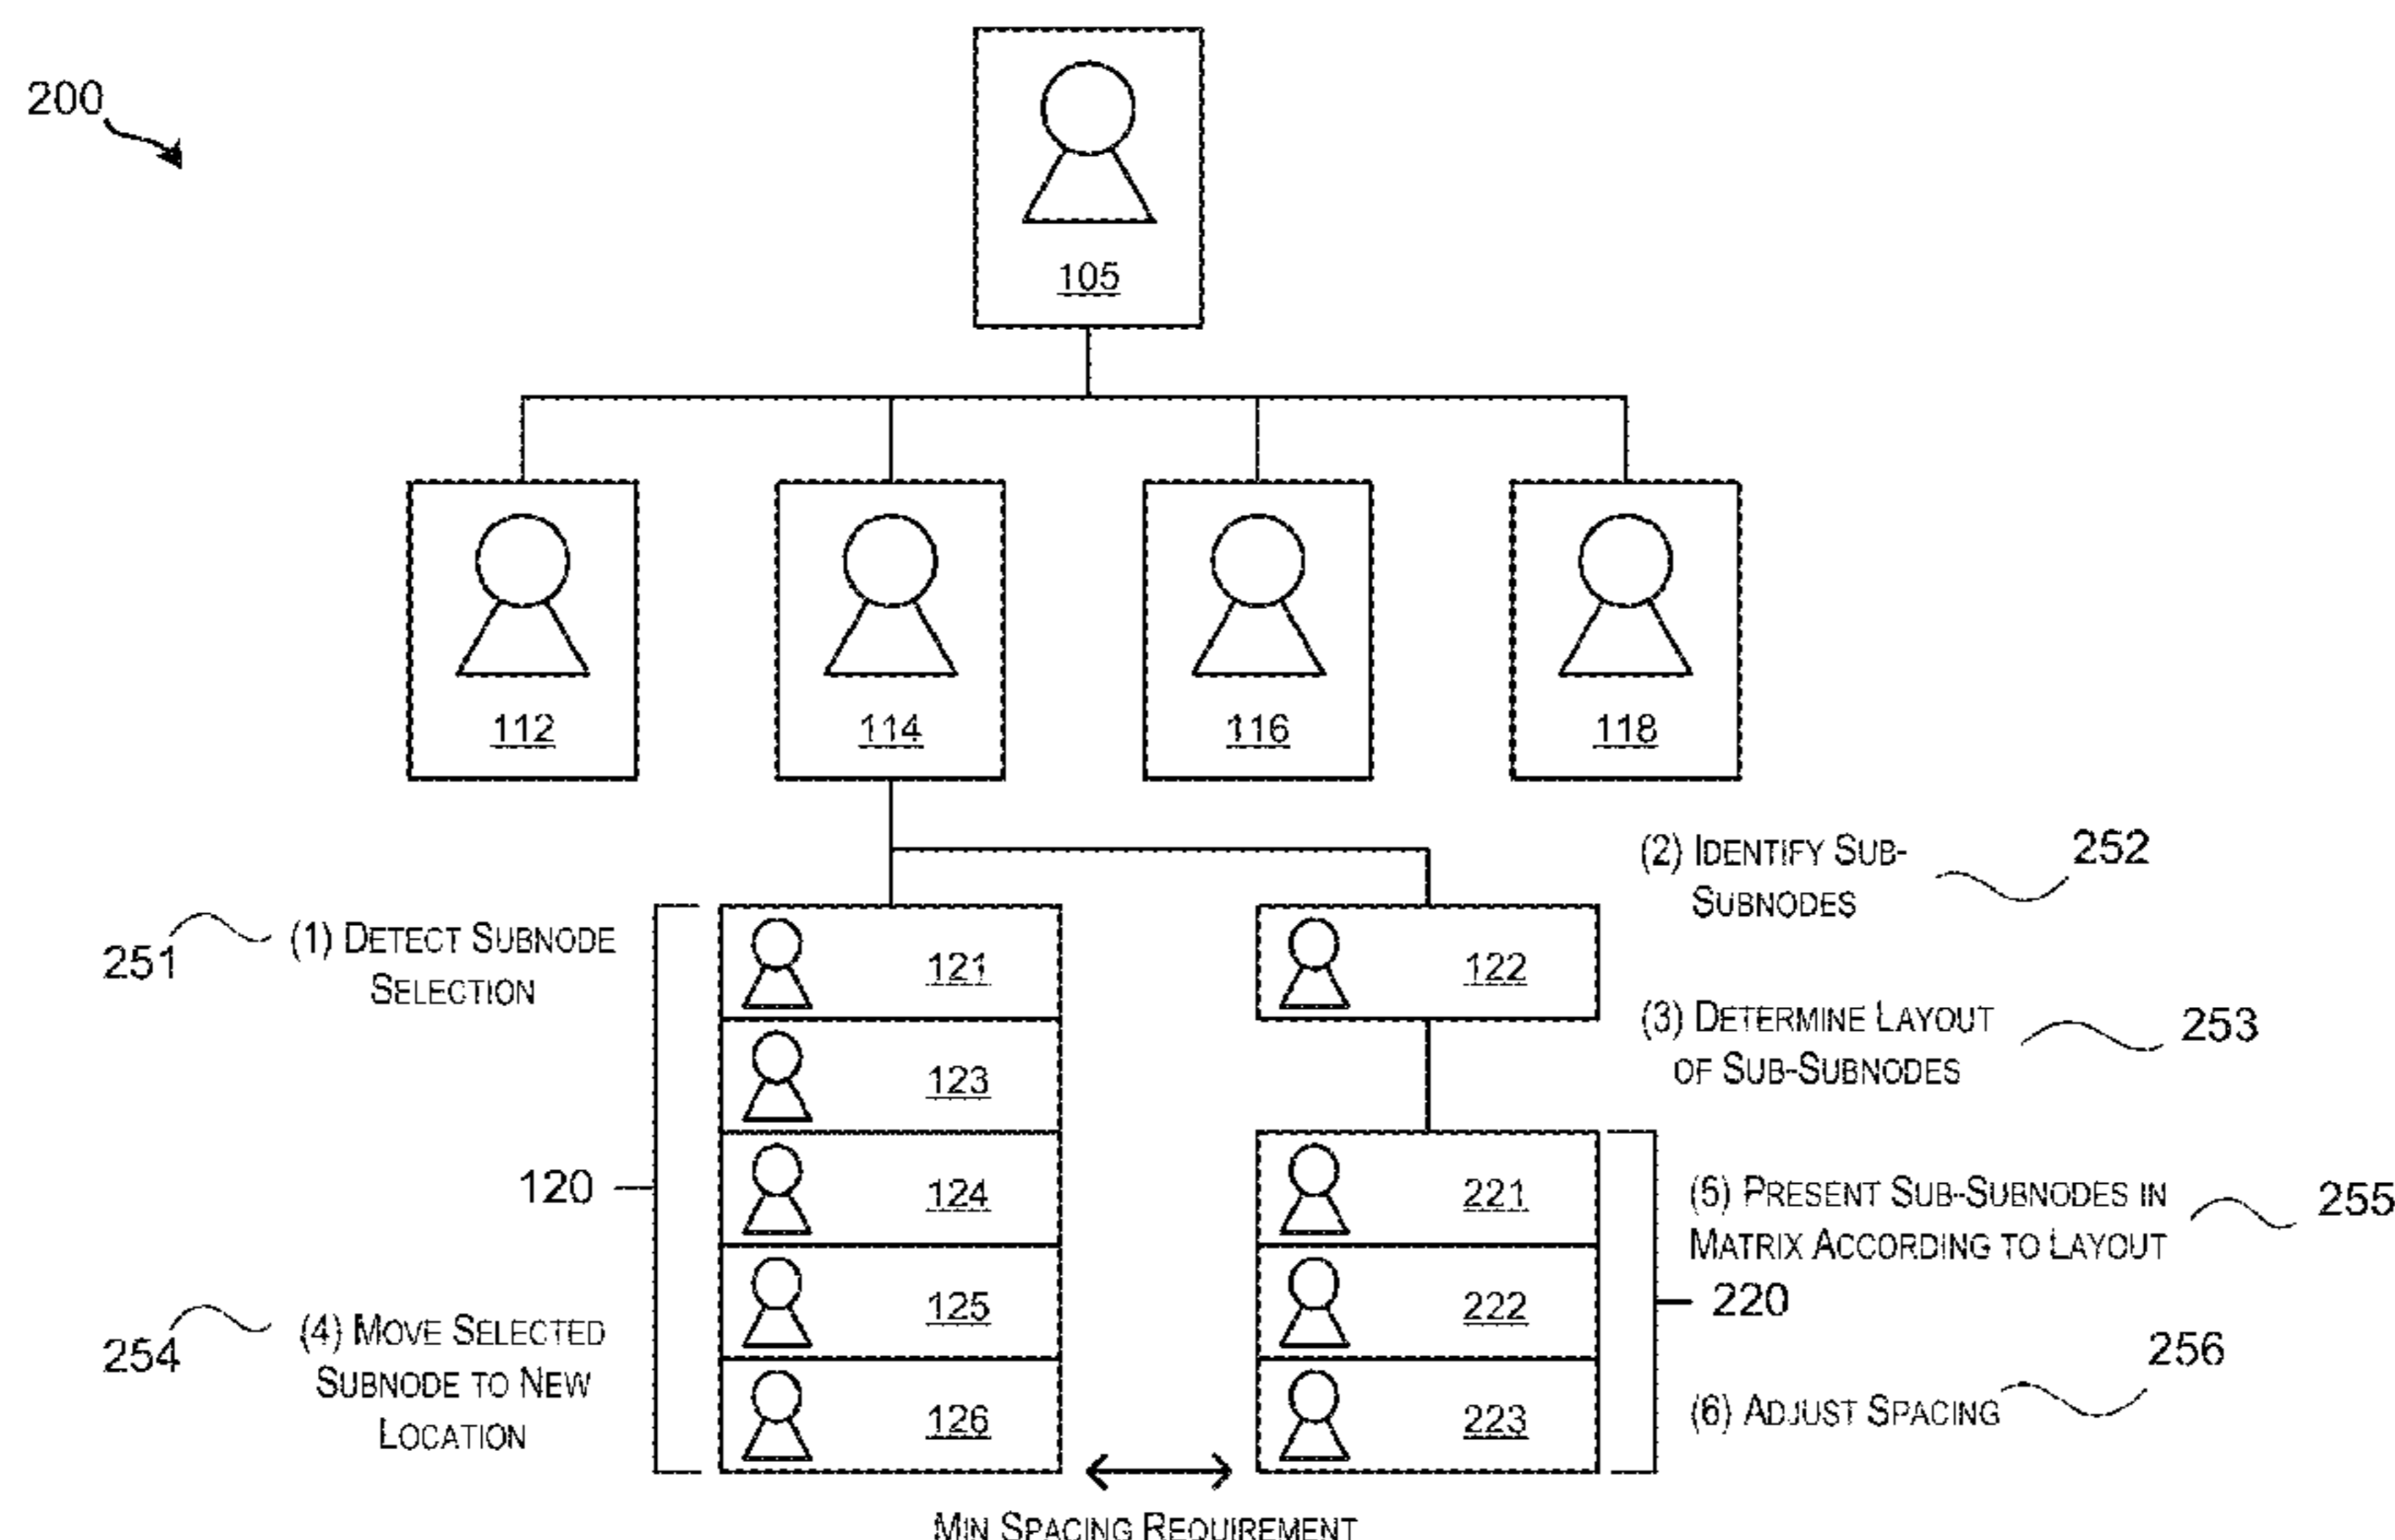 200
105
112
114
116
118
(2) IDENTIFY SUB-
SUBNODES
252
251
(1) DETECT SUBNODE
SELECTION
121
122
(3) DETERMINE LAYOUT
OF SUB-SUBNODES
253
123
120
124
221
(5) PRESENT SUB-SUBNODES IN
MATRIX ACCORDING TO LAYOUT
255
125
222
220
254
(4) MOVE SELECTED
SUBNODE TO NEW
LOCATION
126
223
256
(6) ADJUST SPACING
MIN SPACING REQUIREMENT